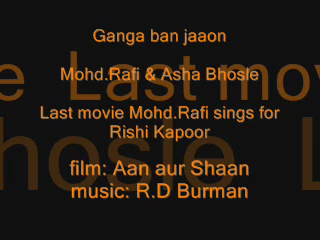 Ganga ban jaaon
Mohd.Rafi & Asha Bhosle
Last movie Mohd.Rafi sings for
Rishi Kapoor
film: Aan aur Shaan
music: R.D Burman